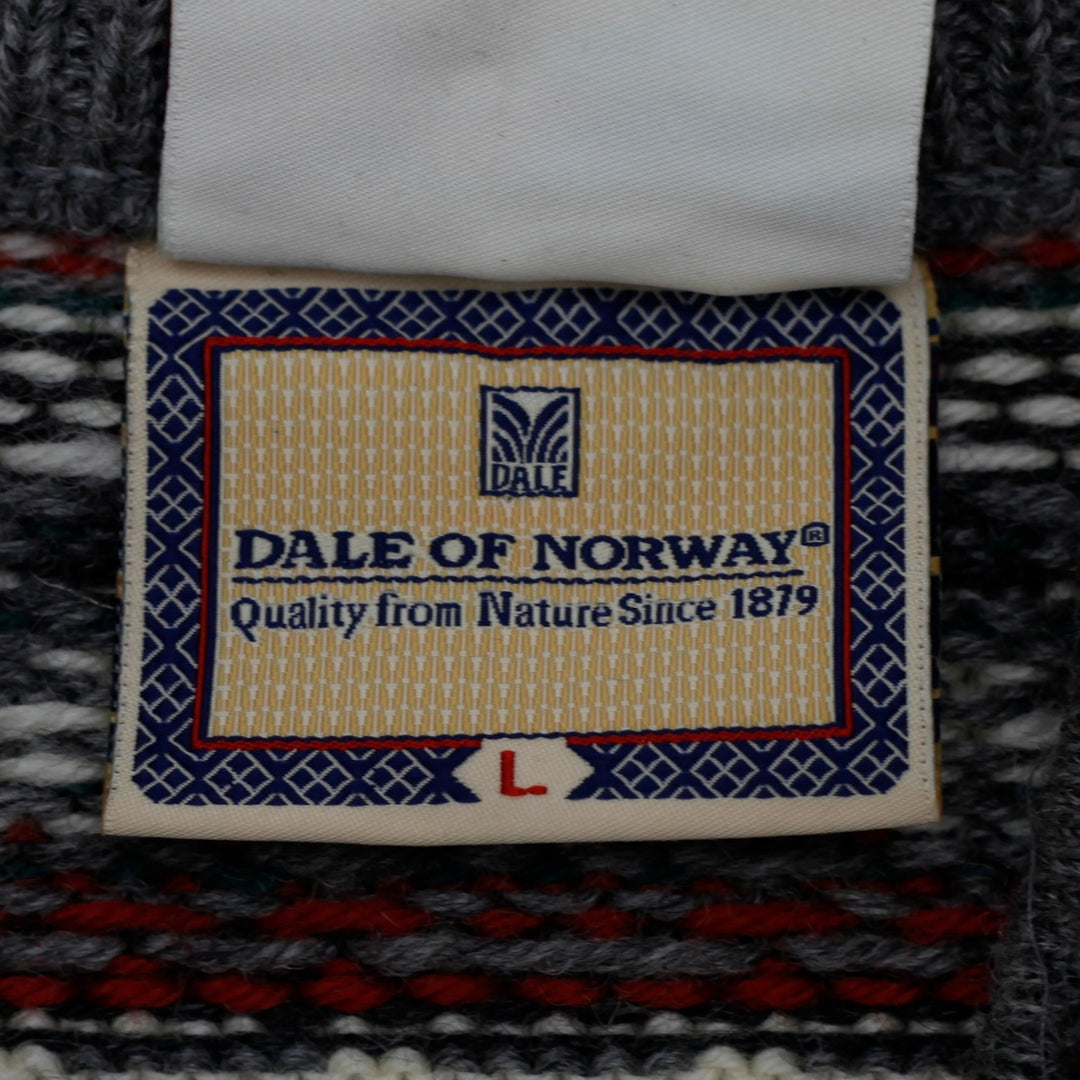 DALE
DALE OF NORWAY®
Quality from Nature Since 1879
L